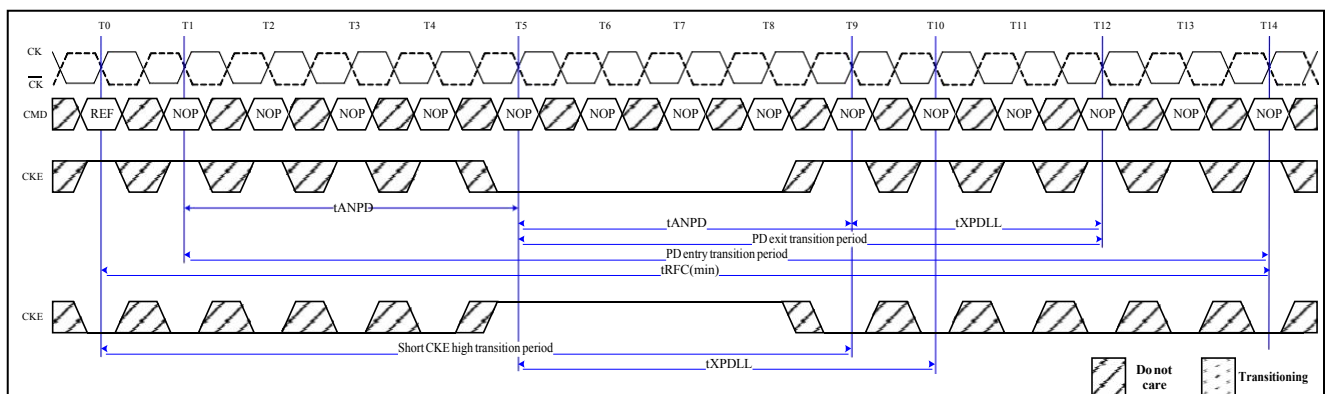 T0 T1 T2 T3 T4 T5 T6 T7 T8 T9 T10 T11 T12 T13 T14
CK
CK
CMD REF NOP NOP NOP NOP NOP NOP NOP NOP NOP NOP NOP NOP NOP NOP
CKE
tANPD
tANPD tXPDLL
PD exit transition period
PD entry transition period
tRFC(min)
CKE
Short CKE high transition period
tXPDLL
Do not care
Transitioning